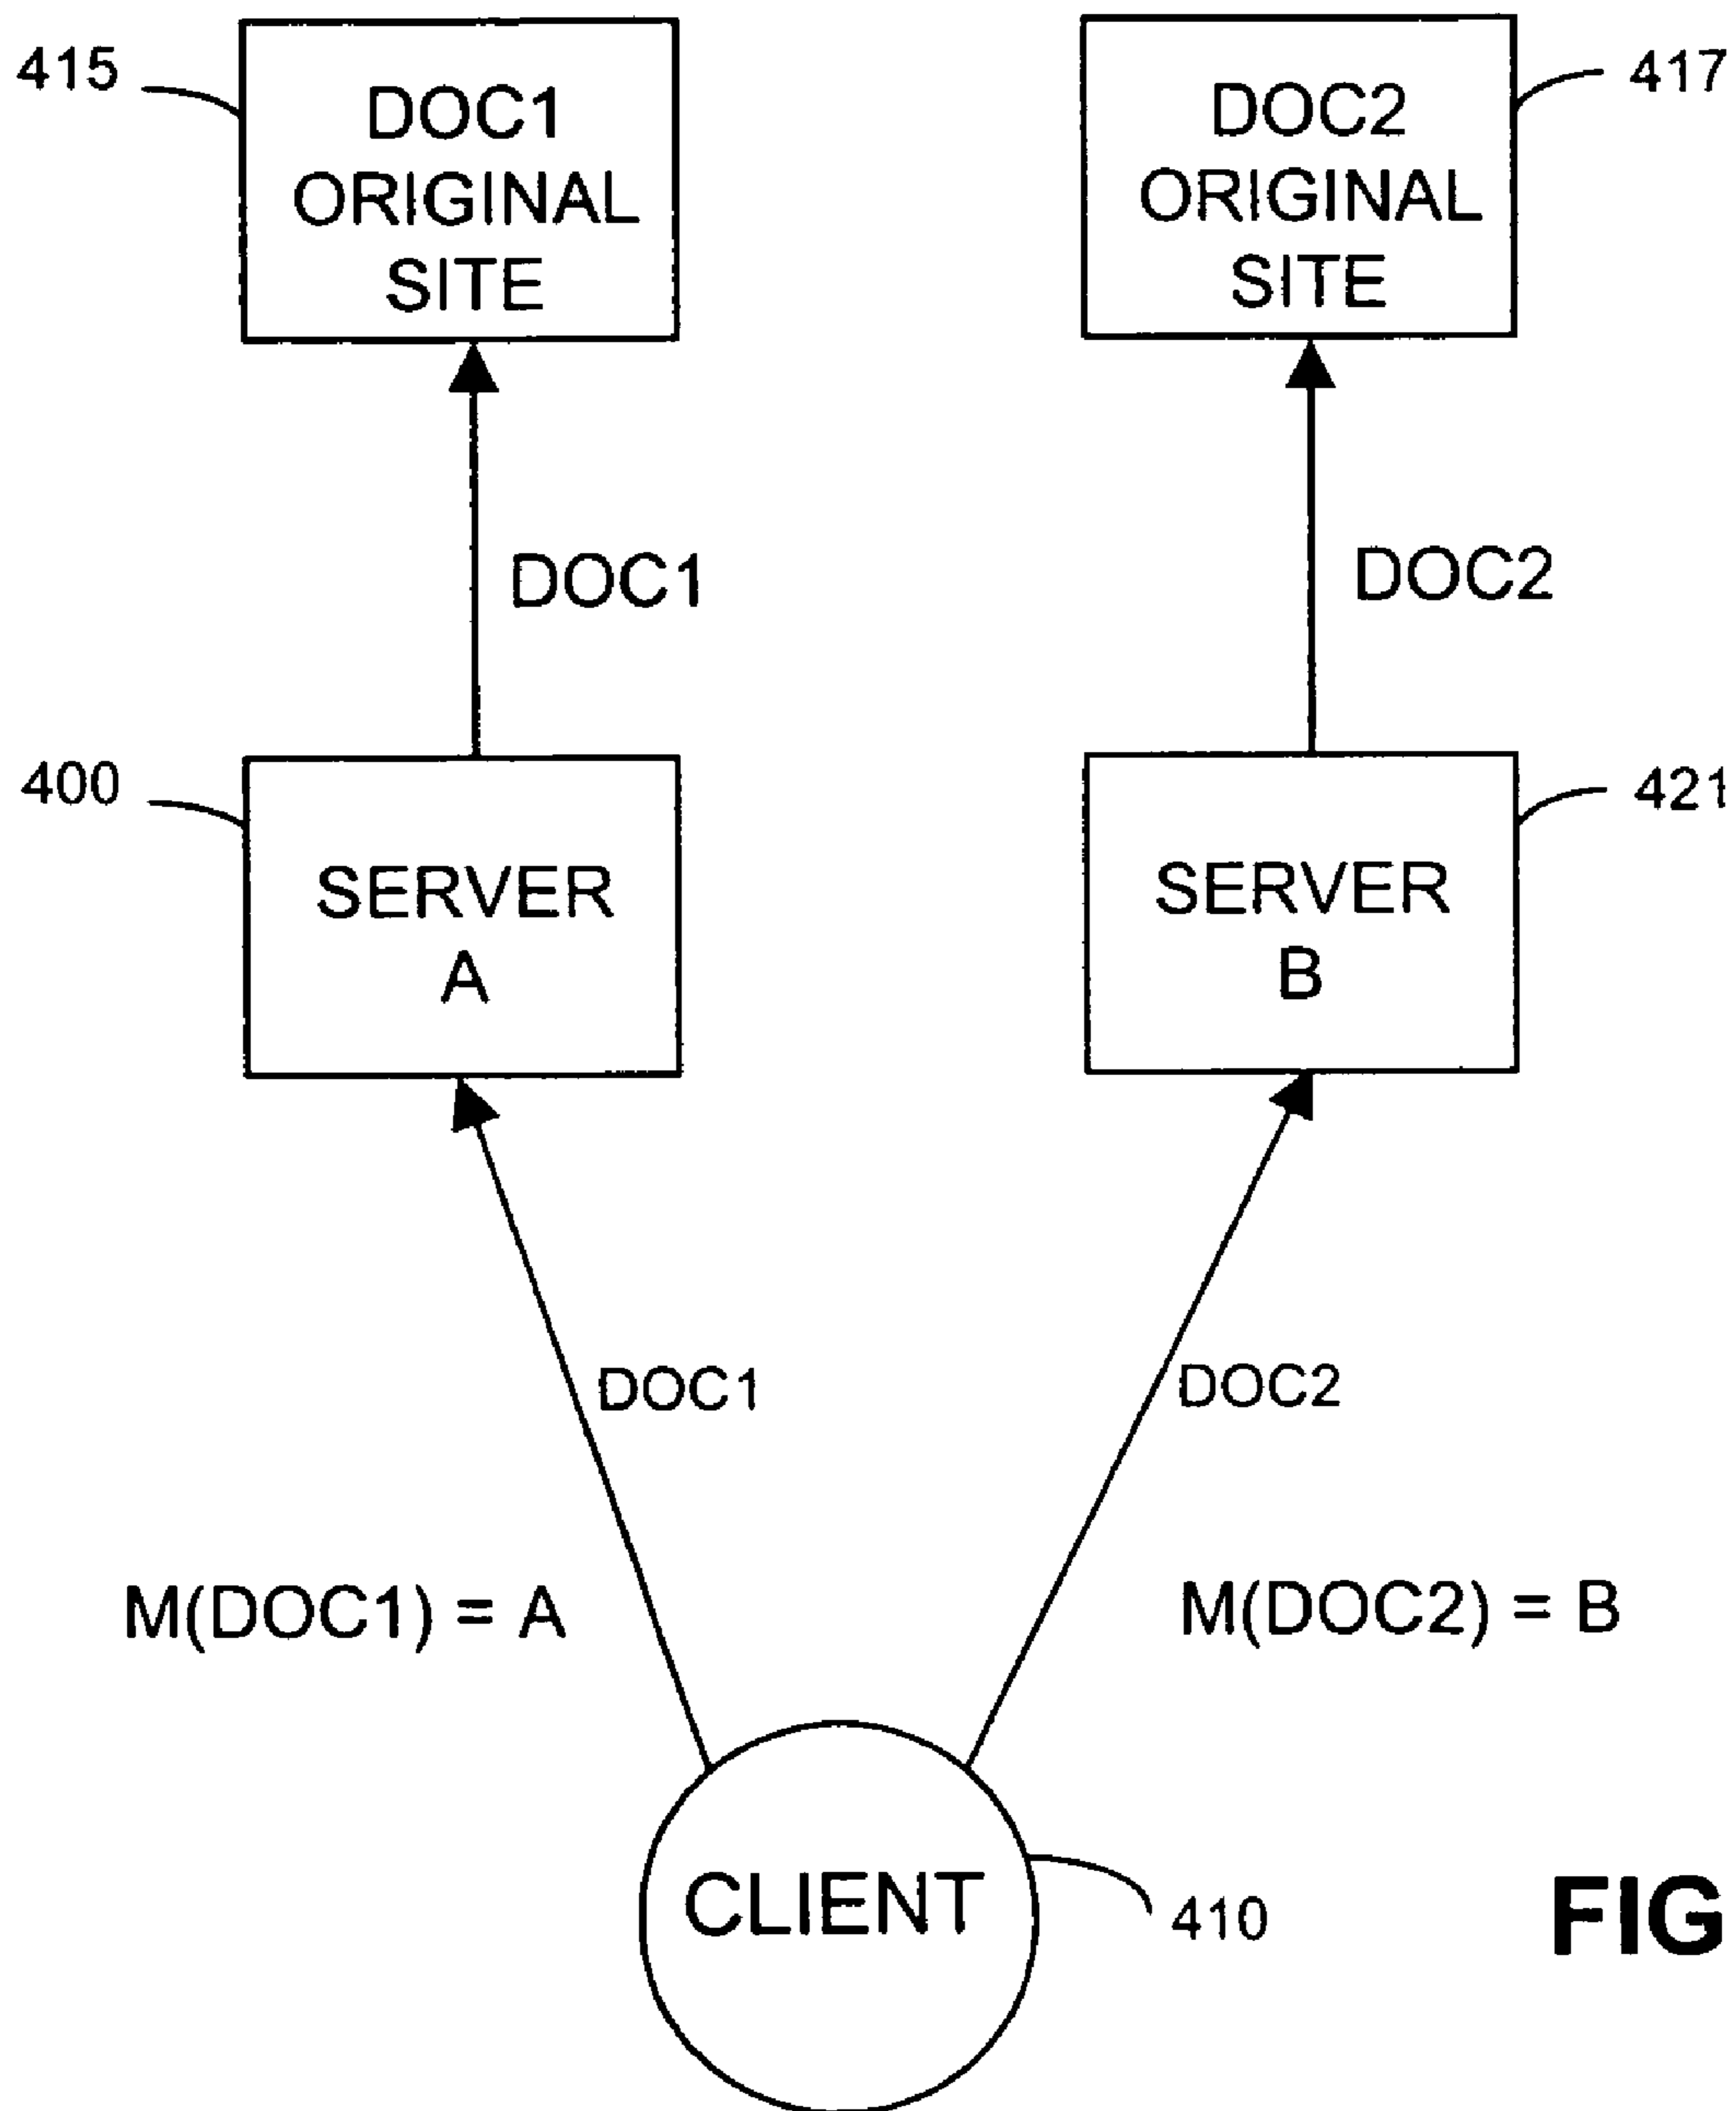 415
DOC1
ORIGINAL
SITE
DOC2
ORIGINAL
SITE
417
DOC1
DOC2
400
SERVER
A
SERVER
B
421
DOC1
DOC2
M(DOC1) = A
M(DOC2) = B
CLIENT
410
FIG